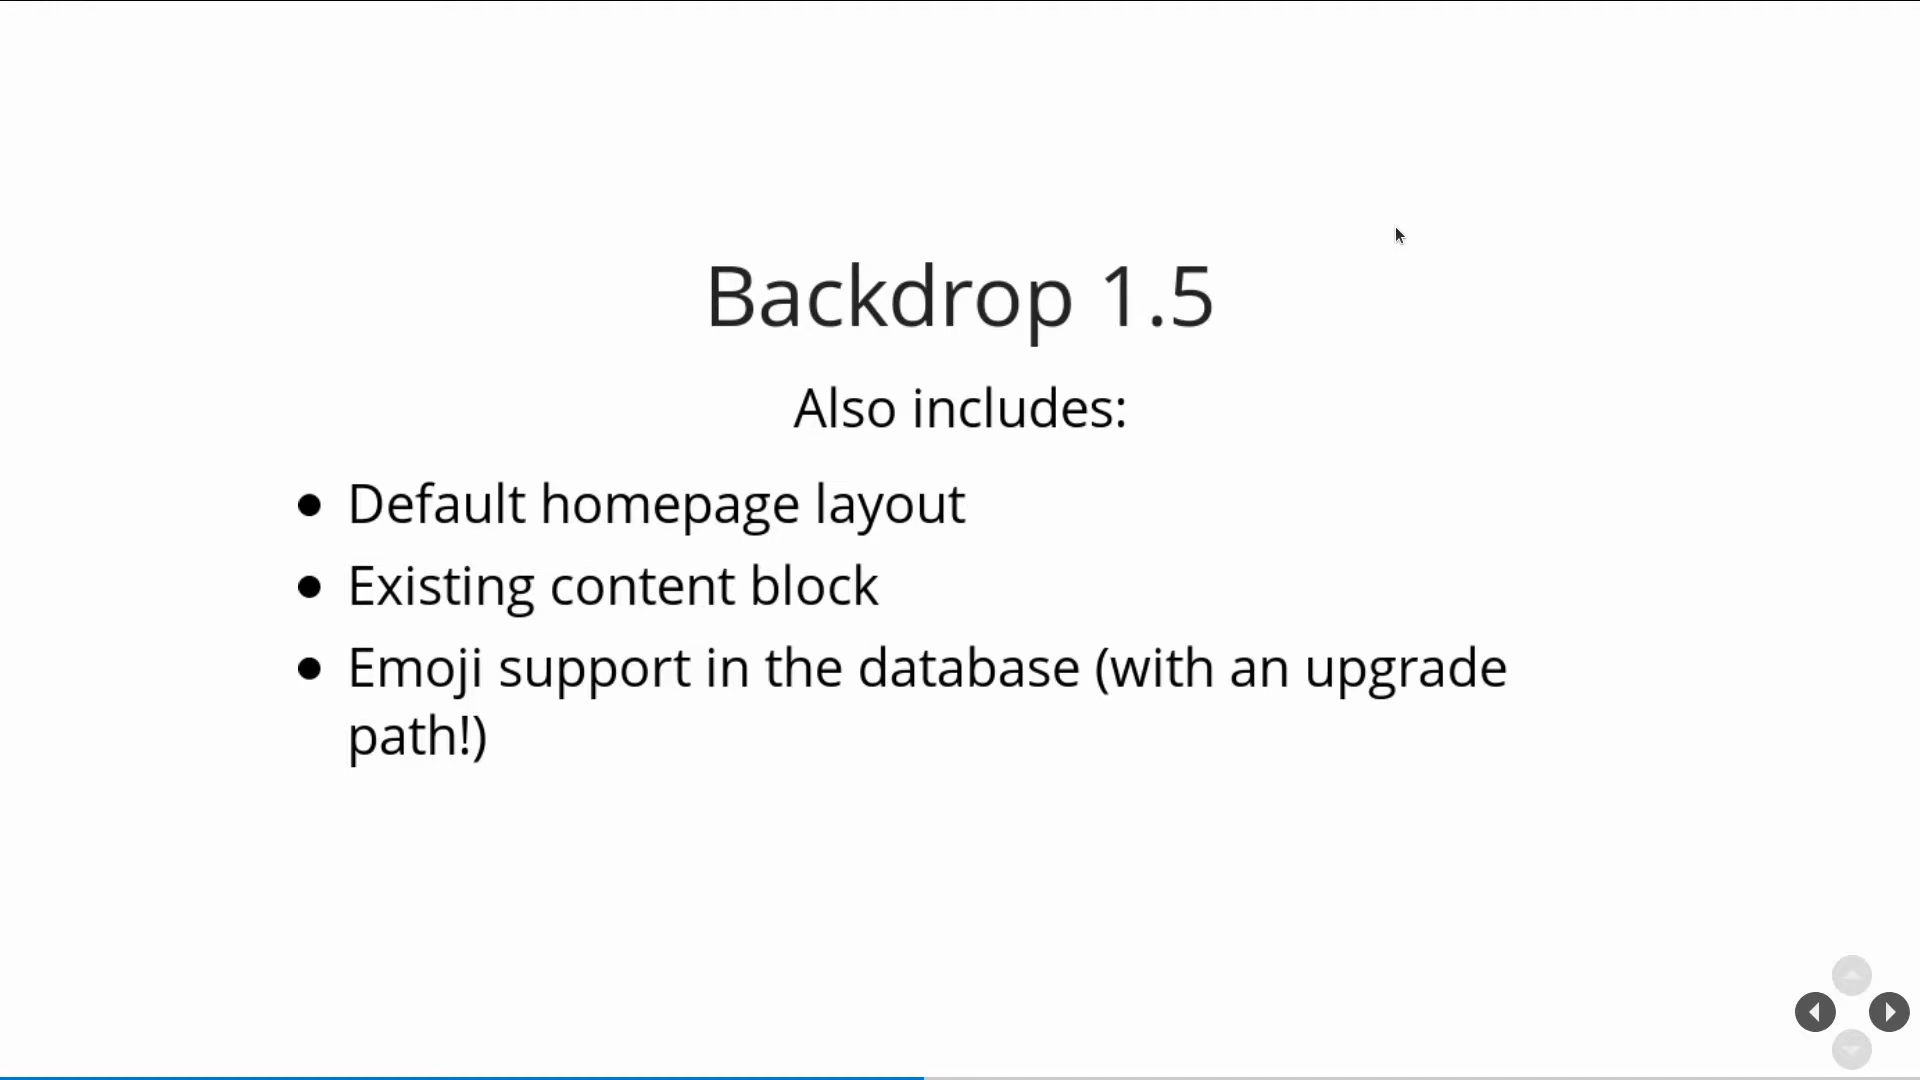 Backdrop 1.5
Also includes:
Default homepage layout
Existing content block
Emoji support in the database (with an upgrade
path!)